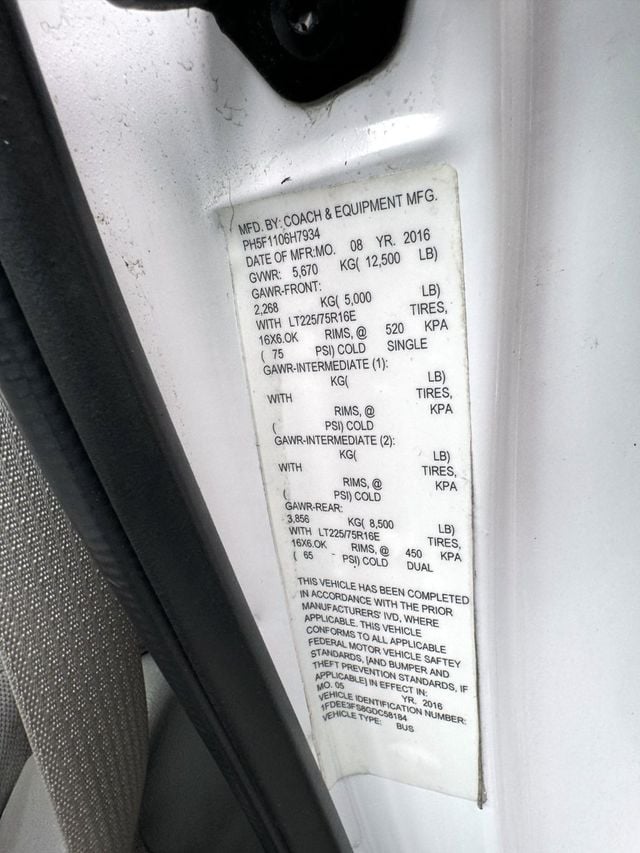 MFD. BY: COACH & EQUIPMENT MFG.
PH5F1106H7934
DATE OF MFR:MO. 08 YR. 2016
GVWR: 5,670 KG( 12,500 LB)
GAWR-FRONT:
2,268 KG( 5,000 LB)
WITH LT225/75R16E TIRES,
16X6.0K RIMS, @ 520 KPA
( 75 PSI) COLD SINGLE
GAWR-INTERMEDIATE (1):
KG( LB)
WITH TIRES,
RIMS, @ KPA
( PSI) COLD
GAWR-INTERMEDIATE (2):
KG( LB)
WITH TIRES,
RIMS, @ KPA
( PSI) COLD
GAWR-REAR:
3,856 KG( 8,500 LB)
WITH LT225/75R16E TIRES,
16X6.0K RIMS, @ 450 KPA
( 65 PSI) COLD DUAL
THIS VEHICLE HAS BEEN COMPLETED
IN ACCORDANCE WITH THE PRIOR
MANUFACTURERS' IVD, WHERE
APPLICABLE. THIS VEHICLE
CONFORMS TO ALL APPLICABLE
FEDERAL MOTOR VEHICLE SAFTEY
STANDARDS, [AND BUMPER AND
THEFT PREVENTION STANDARDS, IF
APPLICABLE] IN EFFECT IN:
MO. 05 YR. 2016
VEHICLE IDENTIFICATION NUMBER:
1FDEE3FS8GDC58184
VEHICLE TYPE: BUS